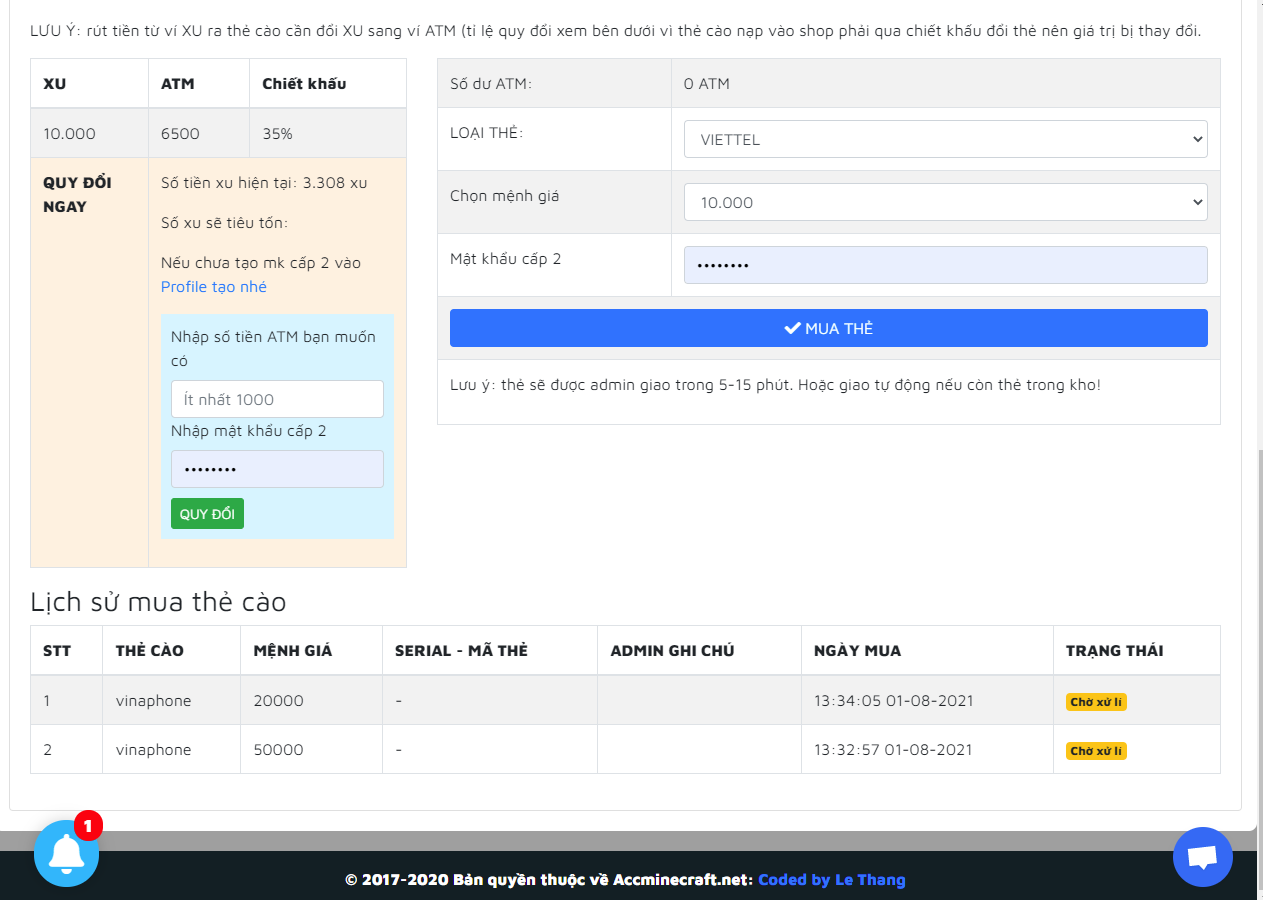 LƯU Ý: rút tiền từ ví XU ra thẻ cào cần đổi XU sang ví ATM (tỉ lệ quy đổi xem bên dưới vì thẻ cào nạp vào shop phải qua chiết khấu đổi thẻ nên giá trị bị thay đổi.
XU ATM Chiết khấu
10.000 6500 35%
QUY ĐỔI NGAY
Số tiền xu hiện tại: 3.308 xu
Số xu sẽ tiêu tốn:
Nếu chưa tạo mk cấp 2 vào
Profile tạo nhé
Nhập số tiền ATM bạn muốn
có
Ít nhất 1000
Nhập mật khẩu cấp 2
••••••••
QUY ĐỔI
Số dư ATM: 0 ATM
LOẠI THẺ: VIETTEL
Chọn mệnh giá 10.000
Mật khẩu cấp 2 ••••••••
MUA THẺ
Lưu ý: thẻ sẽ được admin giao trong 5-15 phút. Hoặc giao tự động nếu còn thẻ trong kho!
Lịch sử mua thẻ cào
STT THẺ CÀO MỆNH GIÁ SERIAL - MÃ THẺ ADMIN GHI CHÚ NGÀY MUA TRẠNG THÁI
1 vinaphone 20000 - 13:34:05 01-08-2021 Chờ xử lí
2 vinaphone 50000 - 13:32:57 01-08-2021 Chờ xử lí
1
© 2017-2020 Bản quyền thuộc về Accminecraft.net: Coded by Le Thang